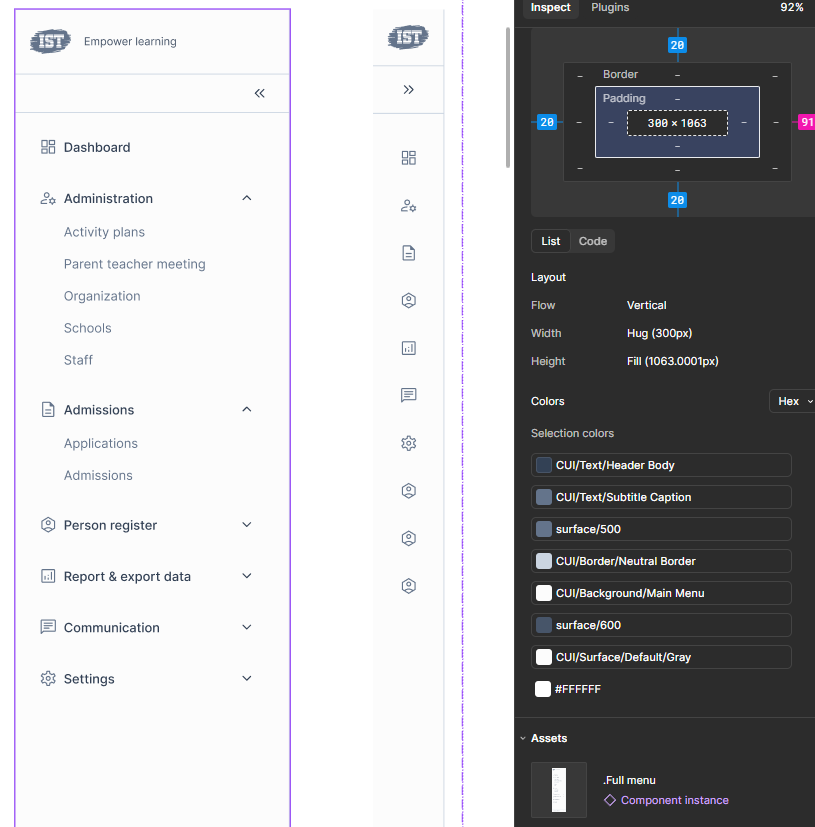 IST
Empower learning
Dashboard
Administration
Activity plans
Parent teacher meeting
Organization
Schools
Staff
Admissions
Applications
Admissions
Person register
Report & export data
Communication
Settings
IST
Inspect
Plugins
92%
20
Border
–
–
–
Padding
–
20
–
–
300 × 1063
–
–
91
–
–
–
–
20
List
Code
Layout
Flow
Vertical
Width
Hug (300px)
Height
Fill (1063.0001px)
Colors
Hex
Selection colors
CUI/Text/Header Body
CUI/Text/Subtitle Caption
surface/500
CUI/Border/Neutral Border
CUI/Background/Main Menu
surface/600
CUI/Surface/Default/Gray
#FFFFFF
Assets
.Full menu
Component instance